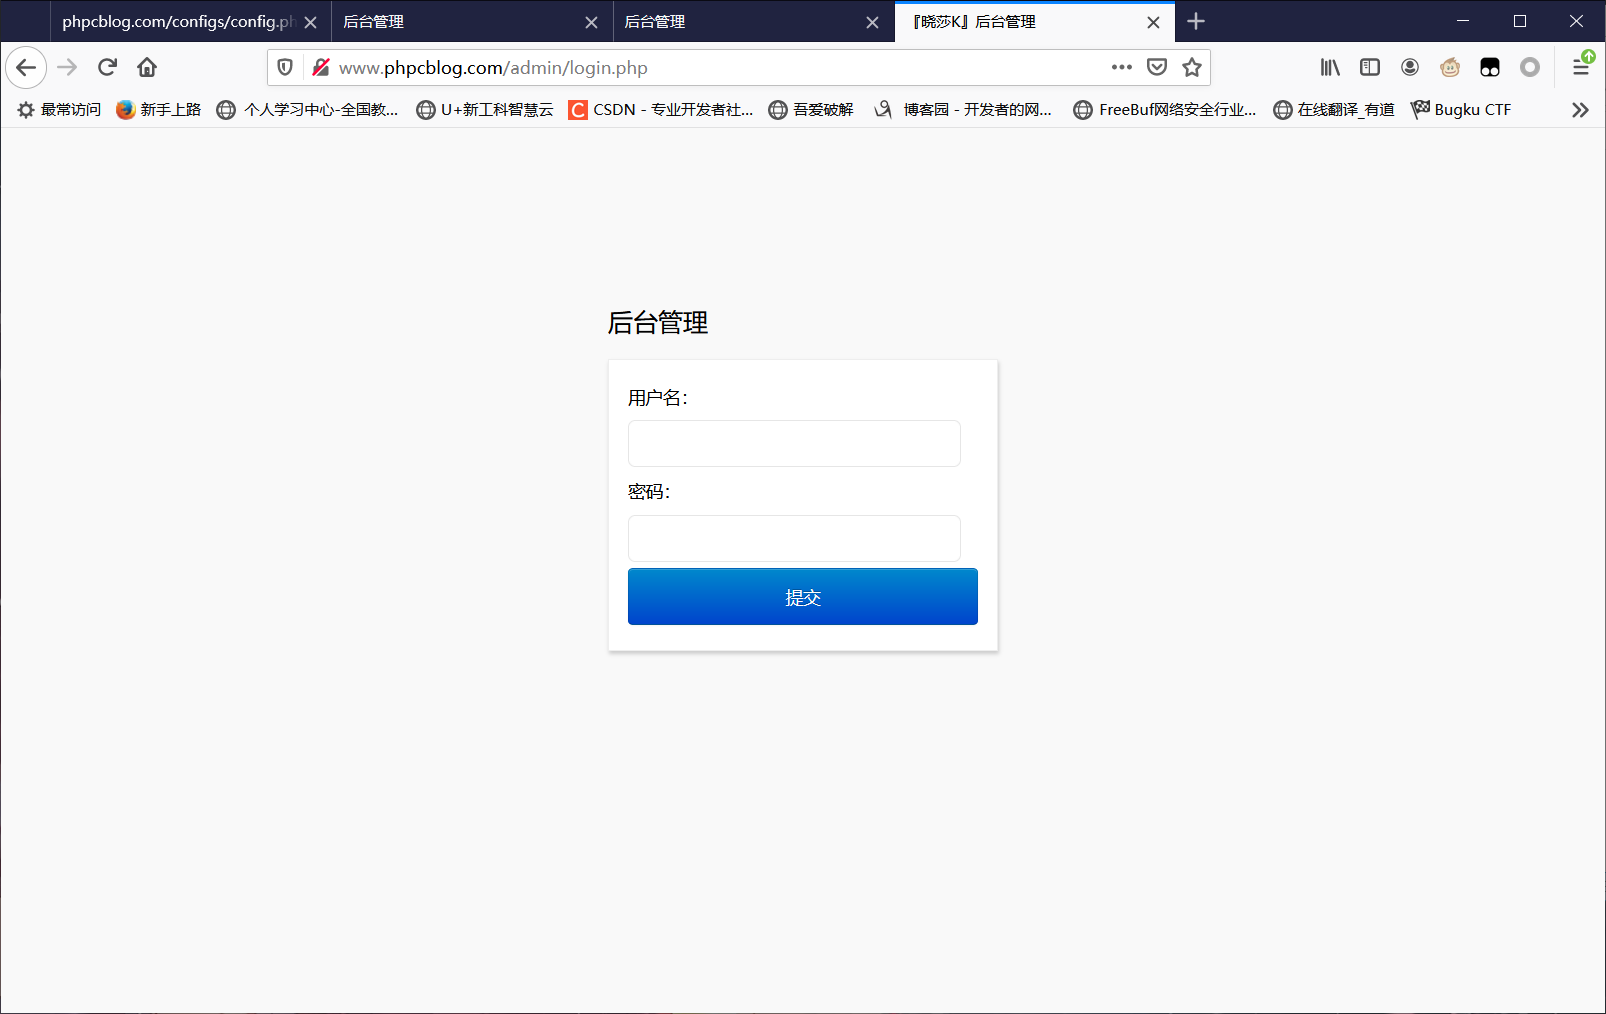 phpcblog.com/configs/config.ph
后台管理
后台管理
『晓莎K』后台管理
www.phpcblog.com/admin/login.php
最常访问
新手上路
个人学习中心-全国教...
U+新工科智慧云
CSDN - 专业开发者社...
吾爱破解
博客园 - 开发者的网...
FreeBuf网络安全行业...
在线翻译_有道
Bugku CTF
后台管理
用户名：
密码：
提交